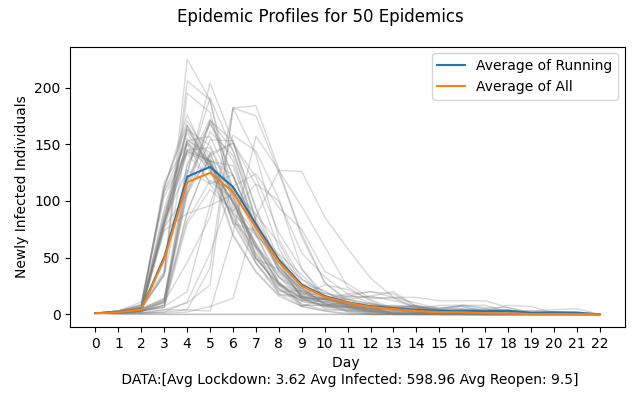 Epidemic Profiles for 50 Epidemics
Average of Running
Average of All
Newly Infected Individuals
200
150
100
50
0
0 1 2 3 4 5 6 7 8 9 10 11 12 13 14 15 16 17 18 19 20 21 22
Day
DATA:[Avg Lockdown: 3.62 Avg Infected: 598.96 Avg Reopen: 9.5]